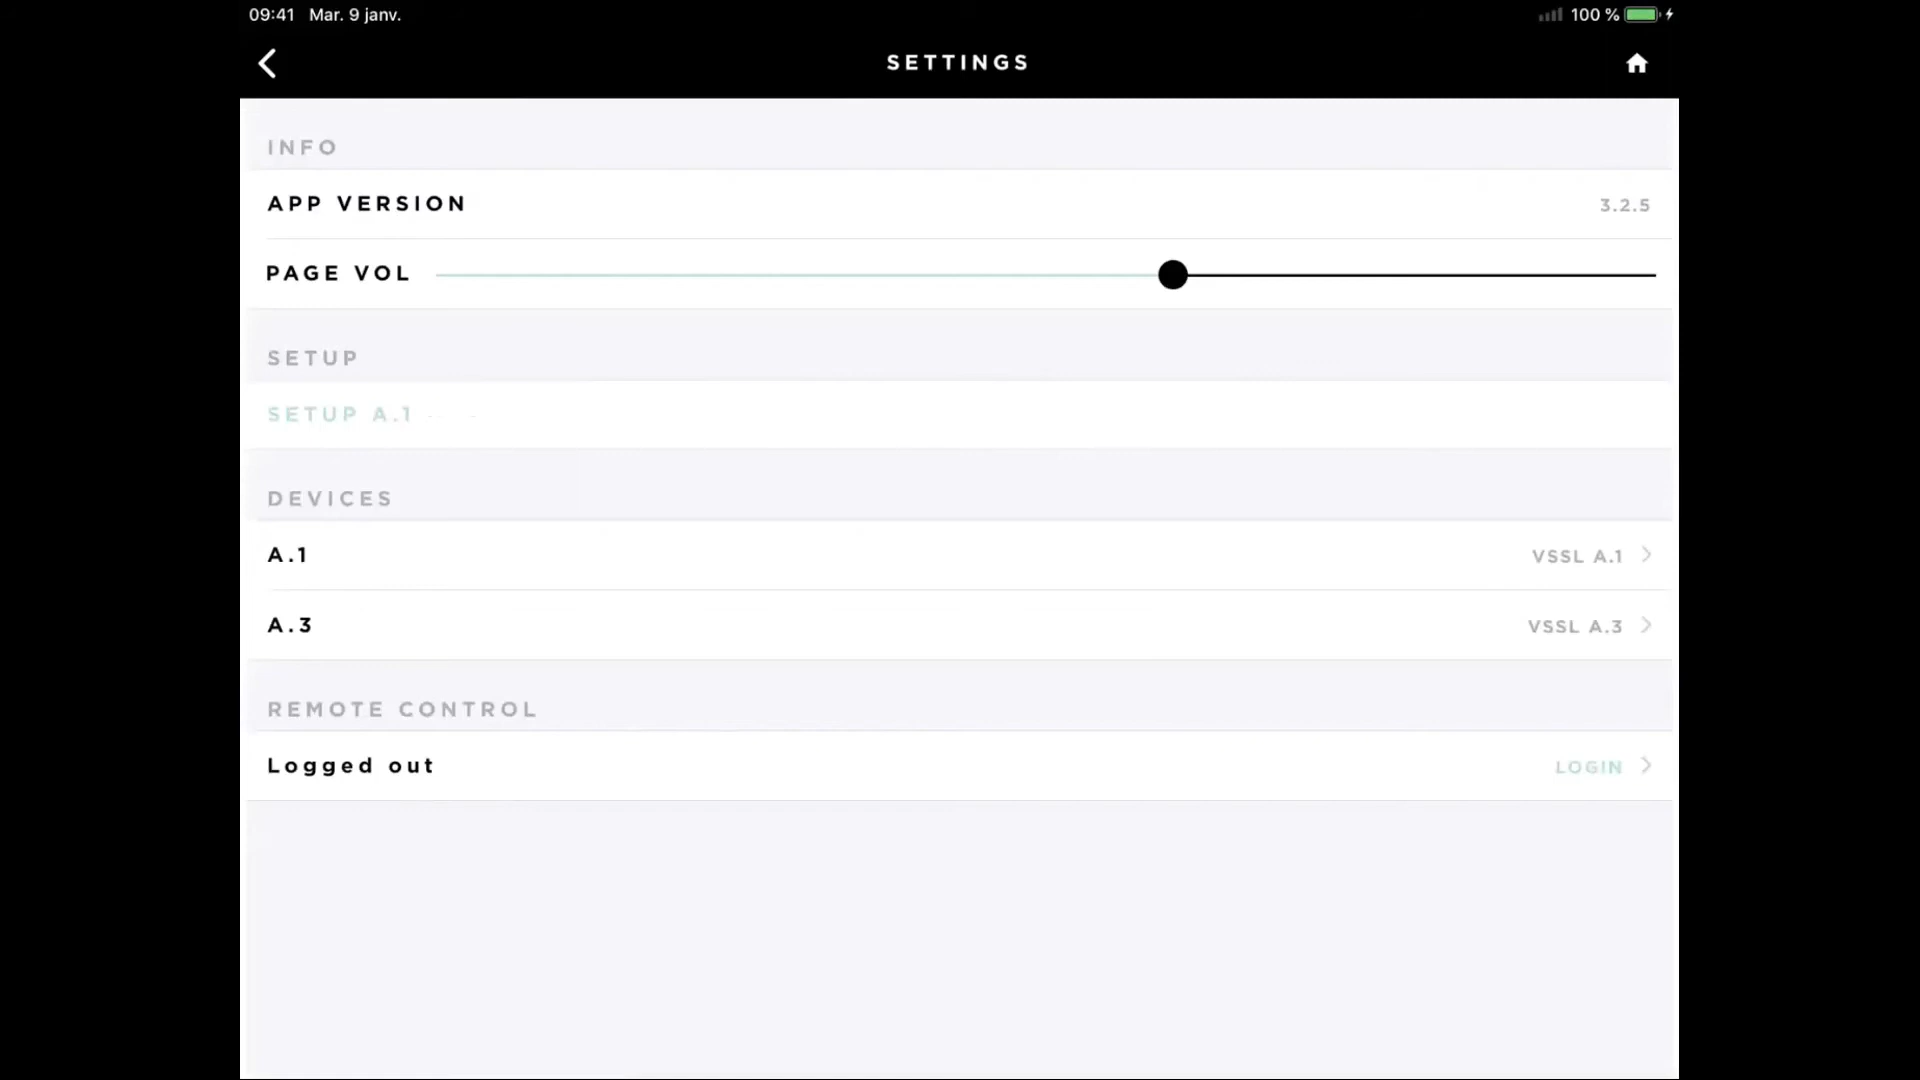 09:41 Mar. 9 janv. 100 %
SETTINGS
INFO
APP VERSION 3.2.5
PAGE VOL
SETUP
SETUP A.1
DEVICES
A.1 VSSL A.1
A.3 VSSL A.3
REMOTE CONTROL
Logged out LOGIN